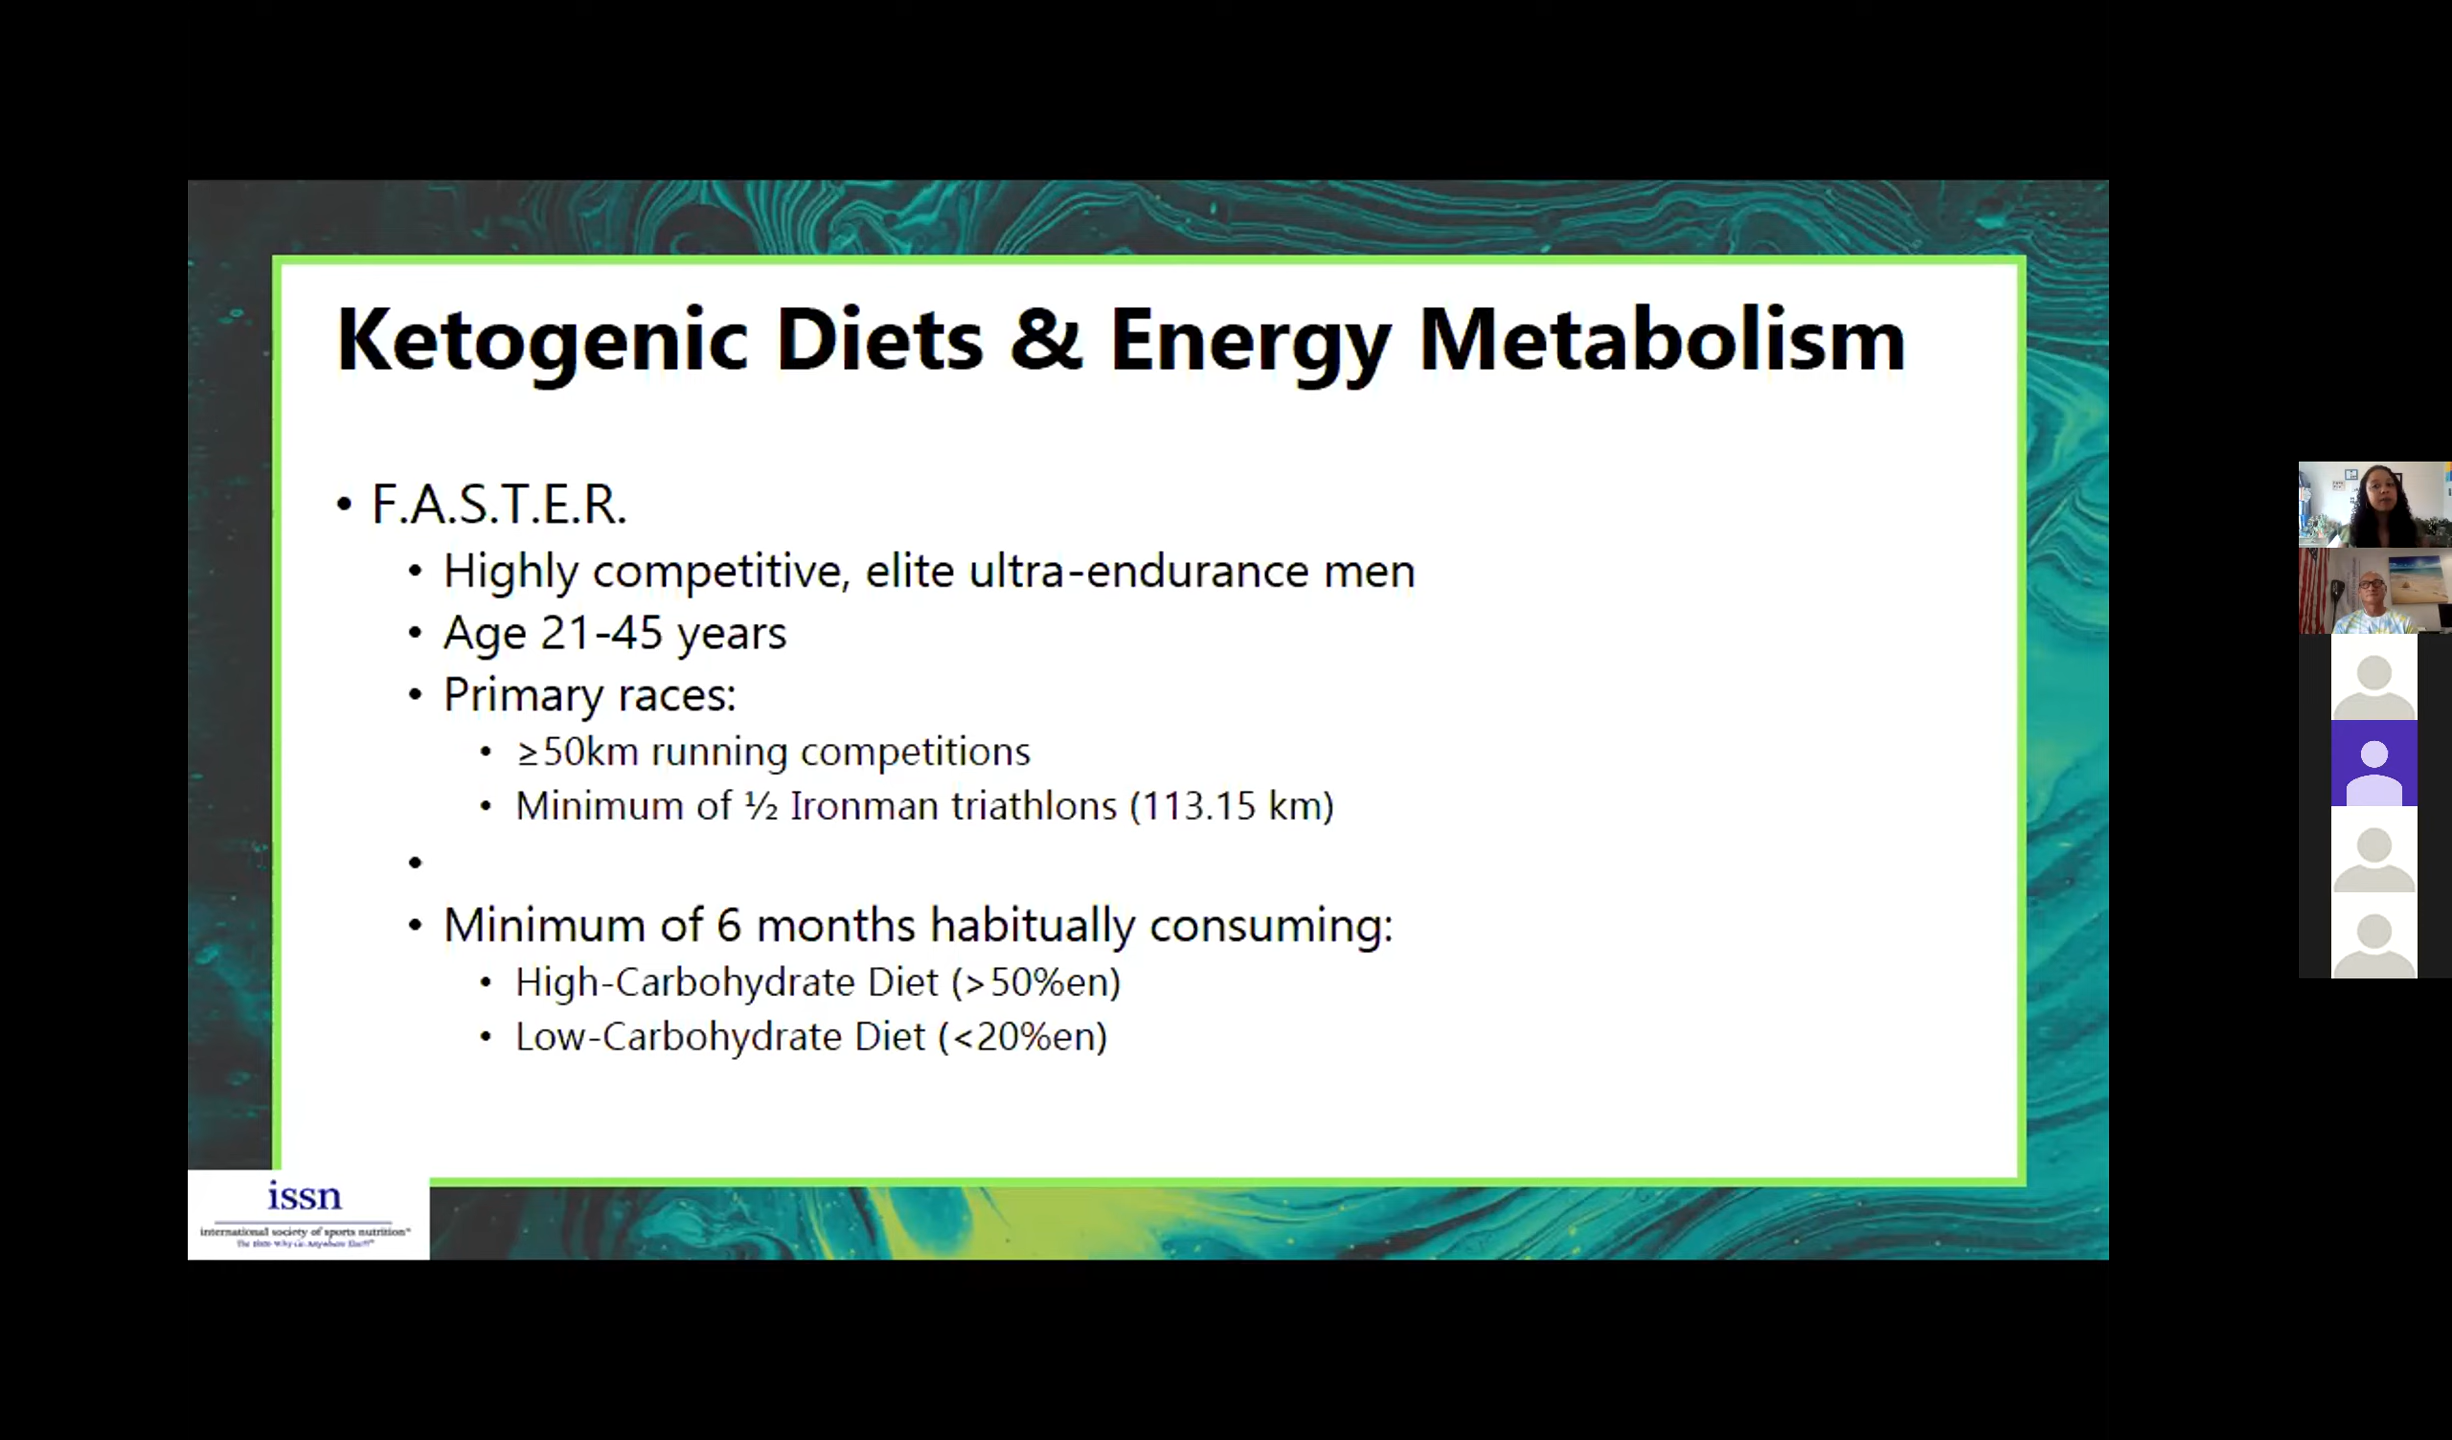 Ketogenic Diets & Energy Metabolism
• F.A.S.T.E.R.
• Highly competitive, elite ultra-endurance men
• Age 21-45 years
• Primary races:
• ≥50km running competitions
• Minimum of ½ Ironman triathlons (113.15 km)
•
• Minimum of 6 months habitually consuming:
• High-Carbohydrate Diet (>50%en)
• Low-Carbohydrate Diet (<20%en)
issn
international society of sports nutrition